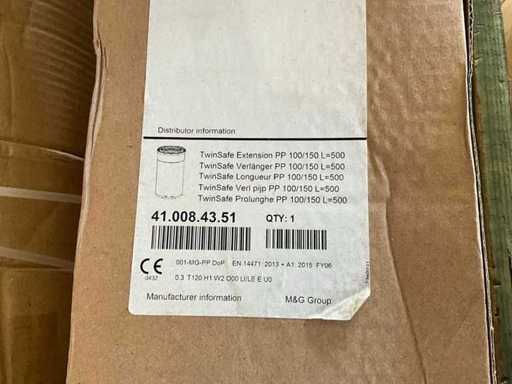 Distributor information
TwinSafe Extension PP 100/150 L=500
TwinSafe Verlänger PP 100/150 L=500
TwinSafe Longueur PP 100/150 L=500
TwinSafe Verl pijp PP 100/150 L=500
TwinSafe Prolunghe PP 100/150 L=500
41.008.43.51 QTY: 1
CE 001-MG-PP DoP EN 14471: 2013 + A1: 2015 FY06
0432 0.3 T120 H1 W2 O00 LI/LE E U0
Manufacturer information M&G Group